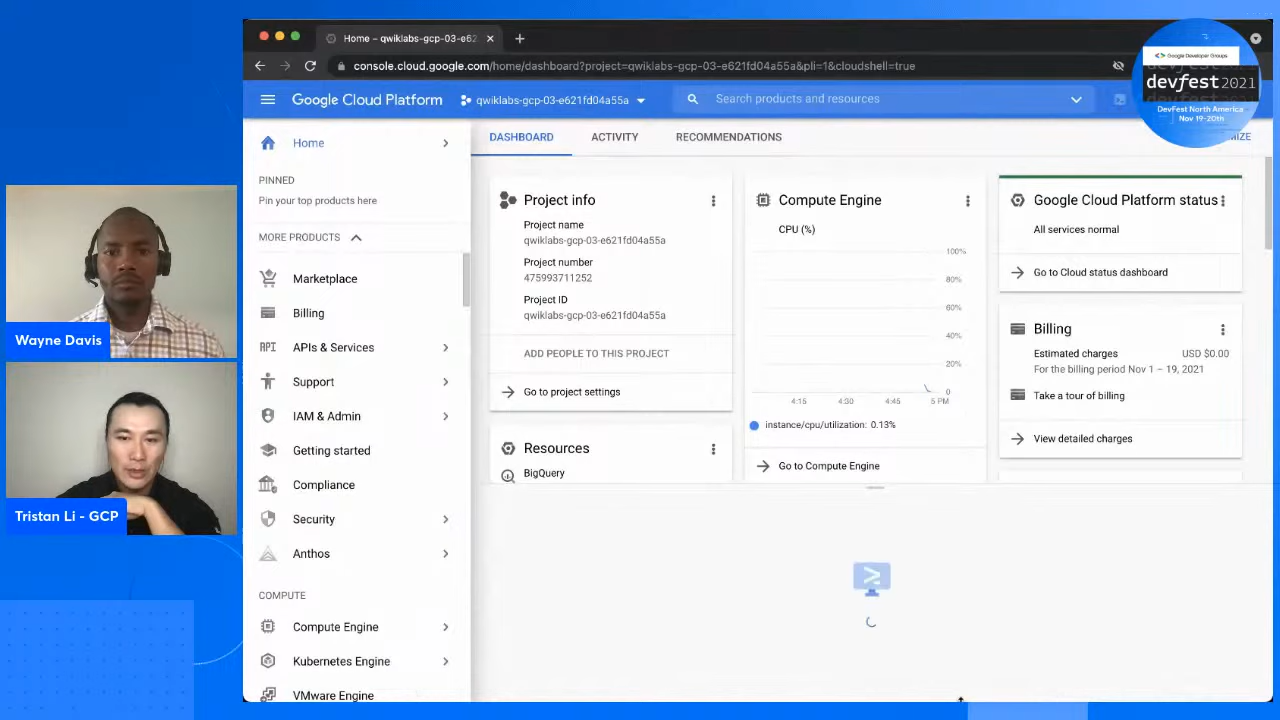 Home – qwiklabs-gcp-03-e62
console.cloud.google.com/home/dashboard?project=qwiklabs-gcp-03-e621fd04a55a&pli=1&cloudshell=true
Google Developer Groups
devfest 2021
DevFest North America
Nov 19-20th
Google Cloud Platform
qwiklabs-gcp-03-e621fd04a55a
Search products and resources
Home
DASHBOARD
ACTIVITY
RECOMMENDATIONS
PINNED
Pin your top products here
MORE PRODUCTS
Marketplace
Billing
API
APIs & Services
Support
IAM & Admin
Getting started
Compliance
Security
Anthos
COMPUTE
Compute Engine
Kubernetes Engine
VMware Engine
Project info
Project name
qwiklabs-gcp-03-e621fd04a55a
Project number
475993711252
Project ID
qwiklabs-gcp-03-e621fd04a55a
ADD PEOPLE TO THIS PROJECT
Go to project settings
Resources
BigQuery
Compute Engine
CPU (%)
100%
80%
60%
40%
20%
0
4:15 4:30 4:45 5 PM
instance/cpu/utilization: 0.13%
Go to Compute Engine
Google Cloud Platform status
All services normal
Go to Cloud status dashboard
Billing
Estimated charges USD $0.00
For the billing period Nov 1 – 19, 2021
Take a tour of billing
View detailed charges
Wayne Davis
Tristan Li - GCP